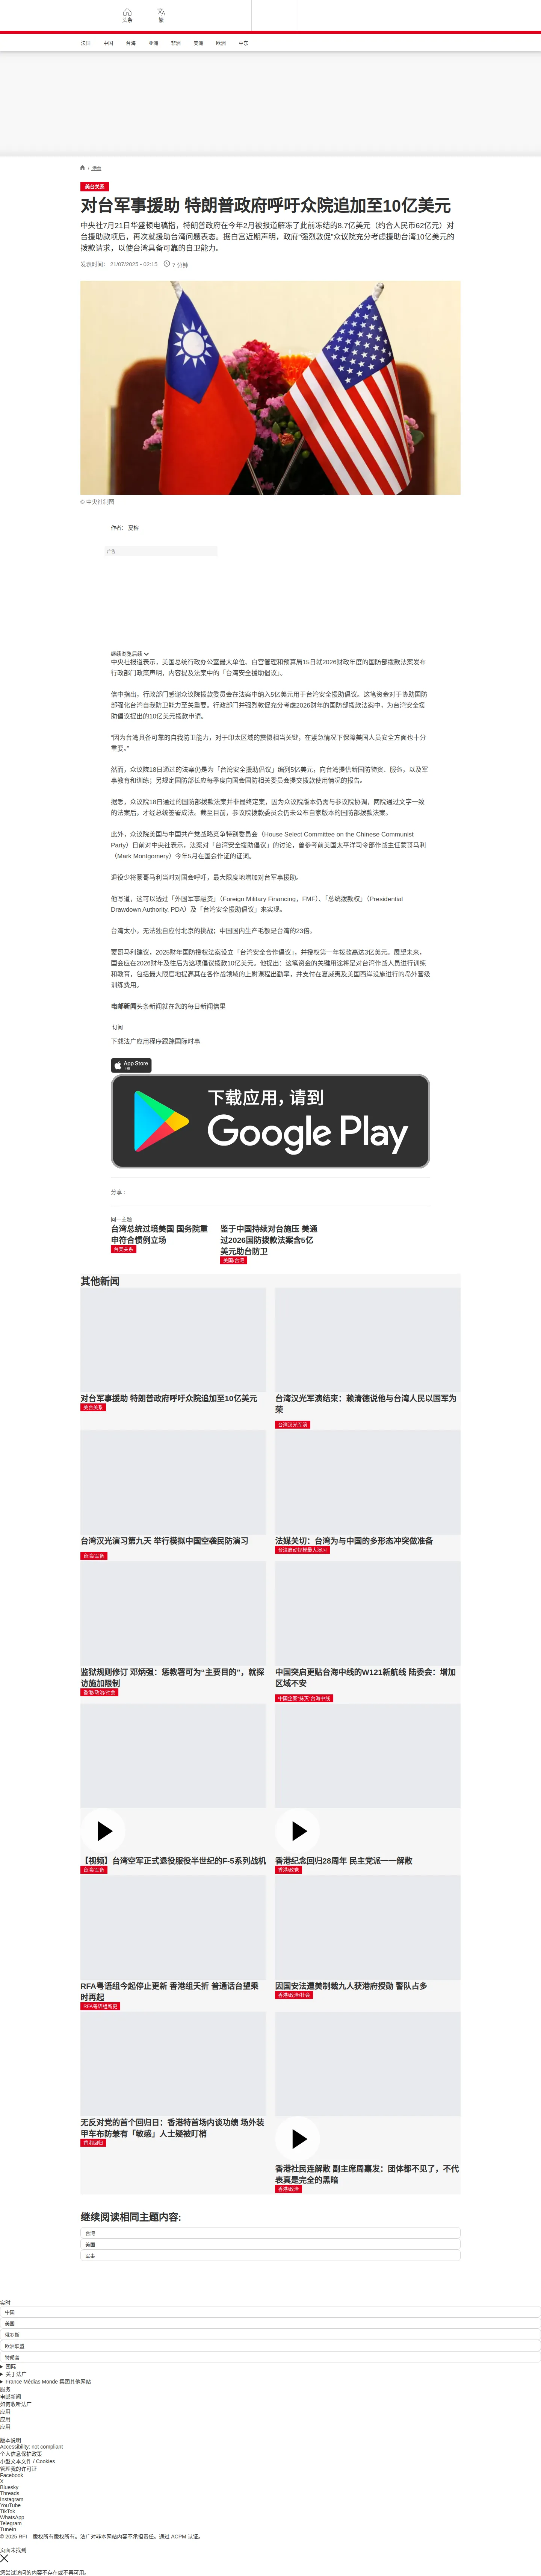 头条
繁
法国
中国
台海
亚洲
非洲
美洲
欧洲
中东
/ 港台
美台关系
对台军事援助 特朗普政府呼吁众院追加至10亿美元
中央社7月21日华盛顿电稿指，特朗普政府在今年2月被报道解冻了此前冻结的8.7亿美元（约合人民币62亿元）对
台援助款项后，再次就援助台湾问题表态。据白宫近期声明，政府“强烈敦促”众议院充分考虑援助台湾10亿美元的
拨款请求，以使台湾具备可靠的自卫能力。
发表时间： 21/07/2025 - 02:15
7 分钟
© 中央社制图
作者： 夏榕
广告
继续浏览后续
中央社报道表示，美国总统行政办公室最大单位、白宫管理和预算局15日就2026财政年度的国防部拨款法案发布
行政部门政策声明，内容提及法案中的「台湾安全援助倡议」。
信中指出，行政部门感谢众议院拨款委员会在法案中纳入5亿美元用于台湾安全援助倡议。这笔资金对于协助国防
部强化台湾自我防卫能力至关重要。行政部门并强烈敦促充分考虑2026财年的国防部拨款法案中，为台湾安全援
助倡议提出的10亿美元拨款申请。
“因为台湾具备可靠的自我防卫能力，对于印太区域的震慑相当关键，在紧急情况下保障美国人员安全方面也十分
重要。”
然而，众议院18日通过的法案仍是为「台湾安全援助倡议」编列5亿美元，向台湾提供新国防物资、服务，以及军
事教育和训练；另规定国防部长应每季度向国会国防相关委员会提交拨款使用情况的报告。
据悉，众议院18日通过的国防部拨款法案并非最终定案，因为众议院版本仍需与参议院协调，两院通过文字一致
的法案后，才经总统签署成法。截至目前，参议院拨款委员会仍未公布自家版本的国防部拨款法案。
此外，众议院美国与中国共产党战略竞争特别委员会（House Select Committee on the Chinese Communist
Party）日前对中央社表示，法案对「台湾安全援助倡议」的讨论，曾参考前美国太平洋司令部作战主任蒙哥马利
（Mark Montgomery）今年5月在国会作证的证词。
退役少将蒙哥马利当时对国会呼吁，最大限度地增加对台军事援助。
他写道，这可以透过「外国军事融资」（Foreign Military Financing，FMF）、「总统拨款权」（Presidential
Drawdown Authority, PDA）及「台湾安全援助倡议」来实现。
台湾太小，无法独自应付北京的挑战；中国国内生产毛额是台湾的23倍。
蒙哥马利建议，2025财年国防授权法案设立「台湾安全合作倡议」，并授权第一年拨款高达3亿美元。展望未来，
国会应在2026财年及往后为这项倡议拨款10亿美元。他提出：这笔资金的关键用途将是对台湾作战人员进行训练
和教育，包括最大限度地提高其在各作战领域的上尉课程出勤率，并支付在夏威夷及美国西岸设施进行的岛外营级
训练费用。
电邮新闻头条新闻就在您的每日新闻信里
订阅
下载法广应用程序跟踪国际时事
App Store
下载
下载应用，请到
Google Play
分享：
同一主题
台湾总统过境美国 国务院重
申符合惯例立场
台美关系
鉴于中国持续对台施压 美通
过2026国防拨款法案含5亿
美元助台防卫
美国/台湾
其他新闻
对台军事援助 特朗普政府呼吁众院追加至10亿美元
美台关系
台湾汉光军演结束：赖清德说他与台湾人民以国军为
荣
台湾汉光军演
台湾汉光演习第九天 举行模拟中国空袭民防演习
台湾/军备
法媒关切：台湾为与中国的多形态冲突做准备
台湾启动规模最大演习
监狱规则修订 邓炳强：惩教署可为“主要目的”，就探
访施加限制
香港/政治/社会
中国突启更贴台海中线的W121新航线 陆委会：增加
区域不安
中国企图“抹灭”台海中线
【视频】台湾空军正式退役服役半世纪的F-5系列战机
台湾/军备
香港纪念回归28周年 民主党派一一解散
香港/政党
RFA粤语组今起停止更新 香港组夭折 普通话台望乘
时再起
RFA粤语组断更
因国安法遭美制裁九人获港府授勋 警队占多
香港/政治/社会
无反对党的首个回归日：香港特首场内谈功绩 场外装
甲车布防兼有「敏感」人士疑被盯梢
香港回归
香港社民连解散 副主席周嘉发：团体都不见了，不代
表真是完全的黑暗
香港/政治
继续阅读相同主题内容:
台湾
美国
军事
实时
中国
美国
俄罗斯
欧洲联盟
特朗普
国际
关于法广
France Médias Monde 集团其他网站
服务
电邮新闻
如何收听法广
应用
应用
应用
版本说明
Accessibility: not compliant
个人信息保护政策
小型文本文件 / Cookies
管理我的许可证
Facebook
X
Bluesky
Threads
Instagram
YouTube
TikTok
WhatsApp
Telegram
TuneIn
© 2025 RFI – 版权所有版权所有。法广对非本网站内容不承担责任。通过 ACPM 认证。
页面未找到
您尝试访问的内容不存在或不再可用。